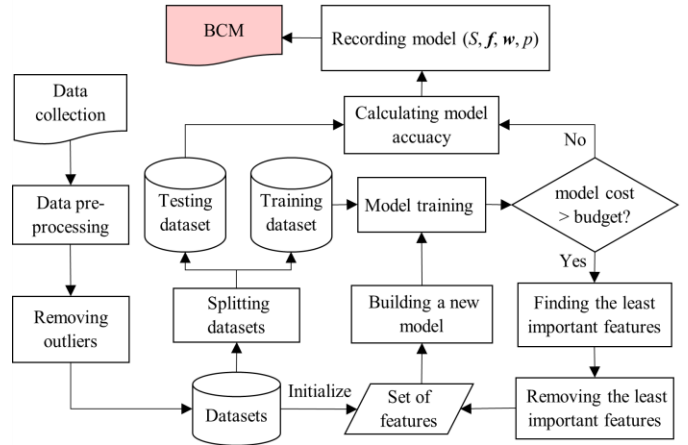 BCM
Recording model (S, f, w, p)
Data
collection
Calculating model
accuacy
No
Data pre-
processing
Testing
dataset
Training
dataset
Model training
model cost
> budget?
Yes
Removing
outliers
Splitting
datasets
Building a new
model
Finding the least
important features
Datasets
Initialize
Set of
features
Removing the least
important features